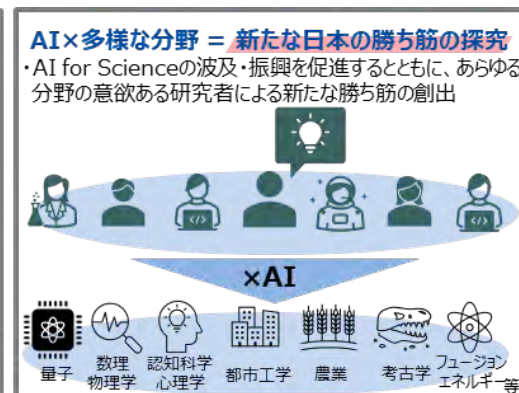 AI×多様な分野 = 新たな日本の勝ち筋の探究
・AI for Scienceの波及・振興を促進するとともに、あらゆる
分野の意欲ある研究者による新たな勝ち筋の創出
</>
</>
×AI
量子
数理
物理学
認知科学
心理学
都市工学
農業
考古学
フュージョン
エネルギー等